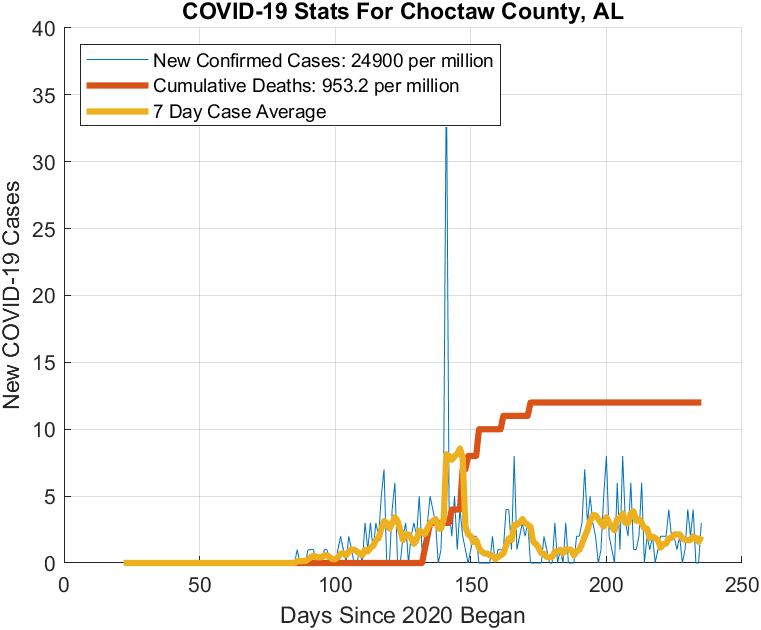 COVID-19 Stats For Choctaw County, AL
New Confirmed Cases: 24900 per million
Cumulative Deaths: 953.2 per million
7 Day Case Average
40
35
30
25
20
15
10
5
0
New COVID-19 Cases
0 50 100 150 200 250
Days Since 2020 Began